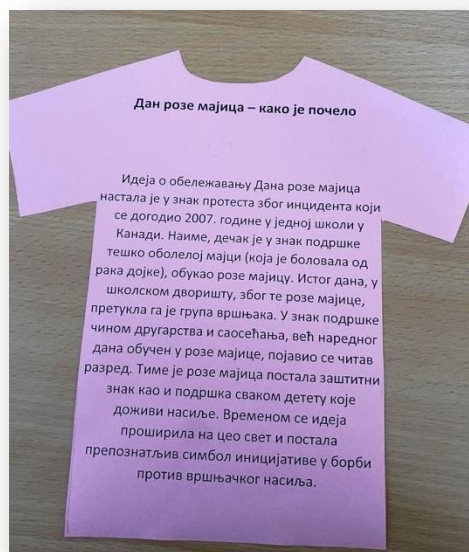 Дан розе мајица – како је почело
Идеја о обележавању Дана розе мајица
настала је у знак протеста због инцидента који
се догодио 2007. године у једној школи у
Канади. Наиме, дечак је у знак подршке
тешко оболелој мајци (која је боловала од
рака дојке), обукао розе мајицу. Истог дана, у
школском дворишту, због те розе мајице,
претукла га је група вршњака. У знак подршке
чином другарства и саосећања, већ наредног
дана обучен у розе мајице, појавио се читав
разред. Тиме је розе мајица постала заштитни
знак као и подршка сваком детету које
доживи насиље. Временом се идеја
проширила на цео свет и постала
препознатљив симбол иницијативе у борби
против вршњачког насиља.